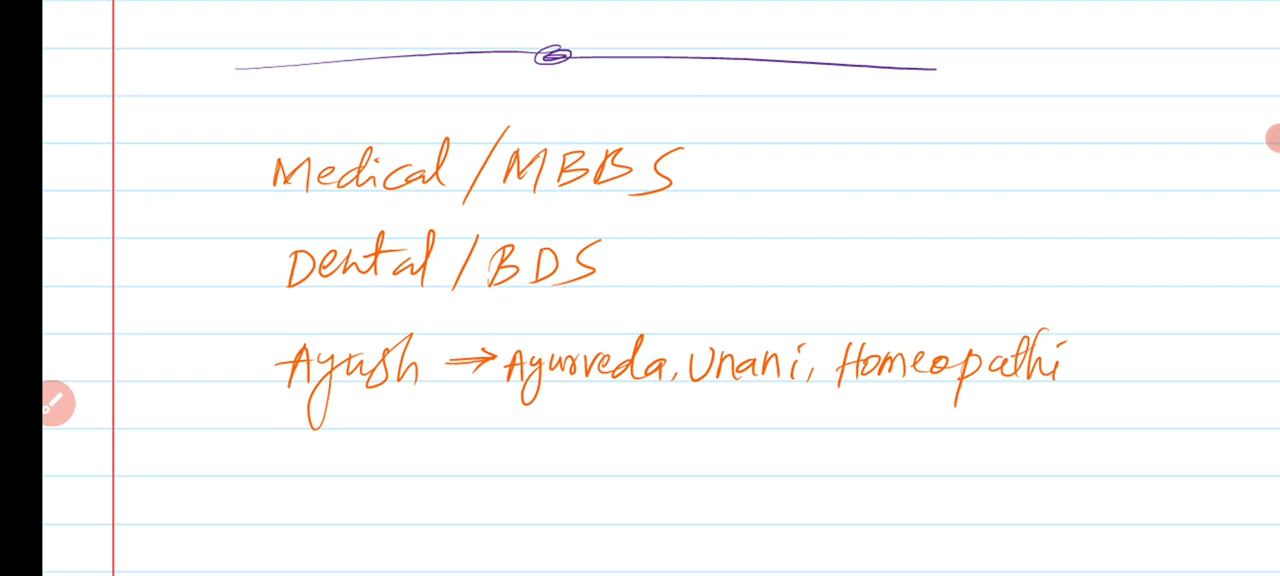 Medical / MBBS
Dental / BDS
Ayush → Ayurveda, Unani, Homeopathi